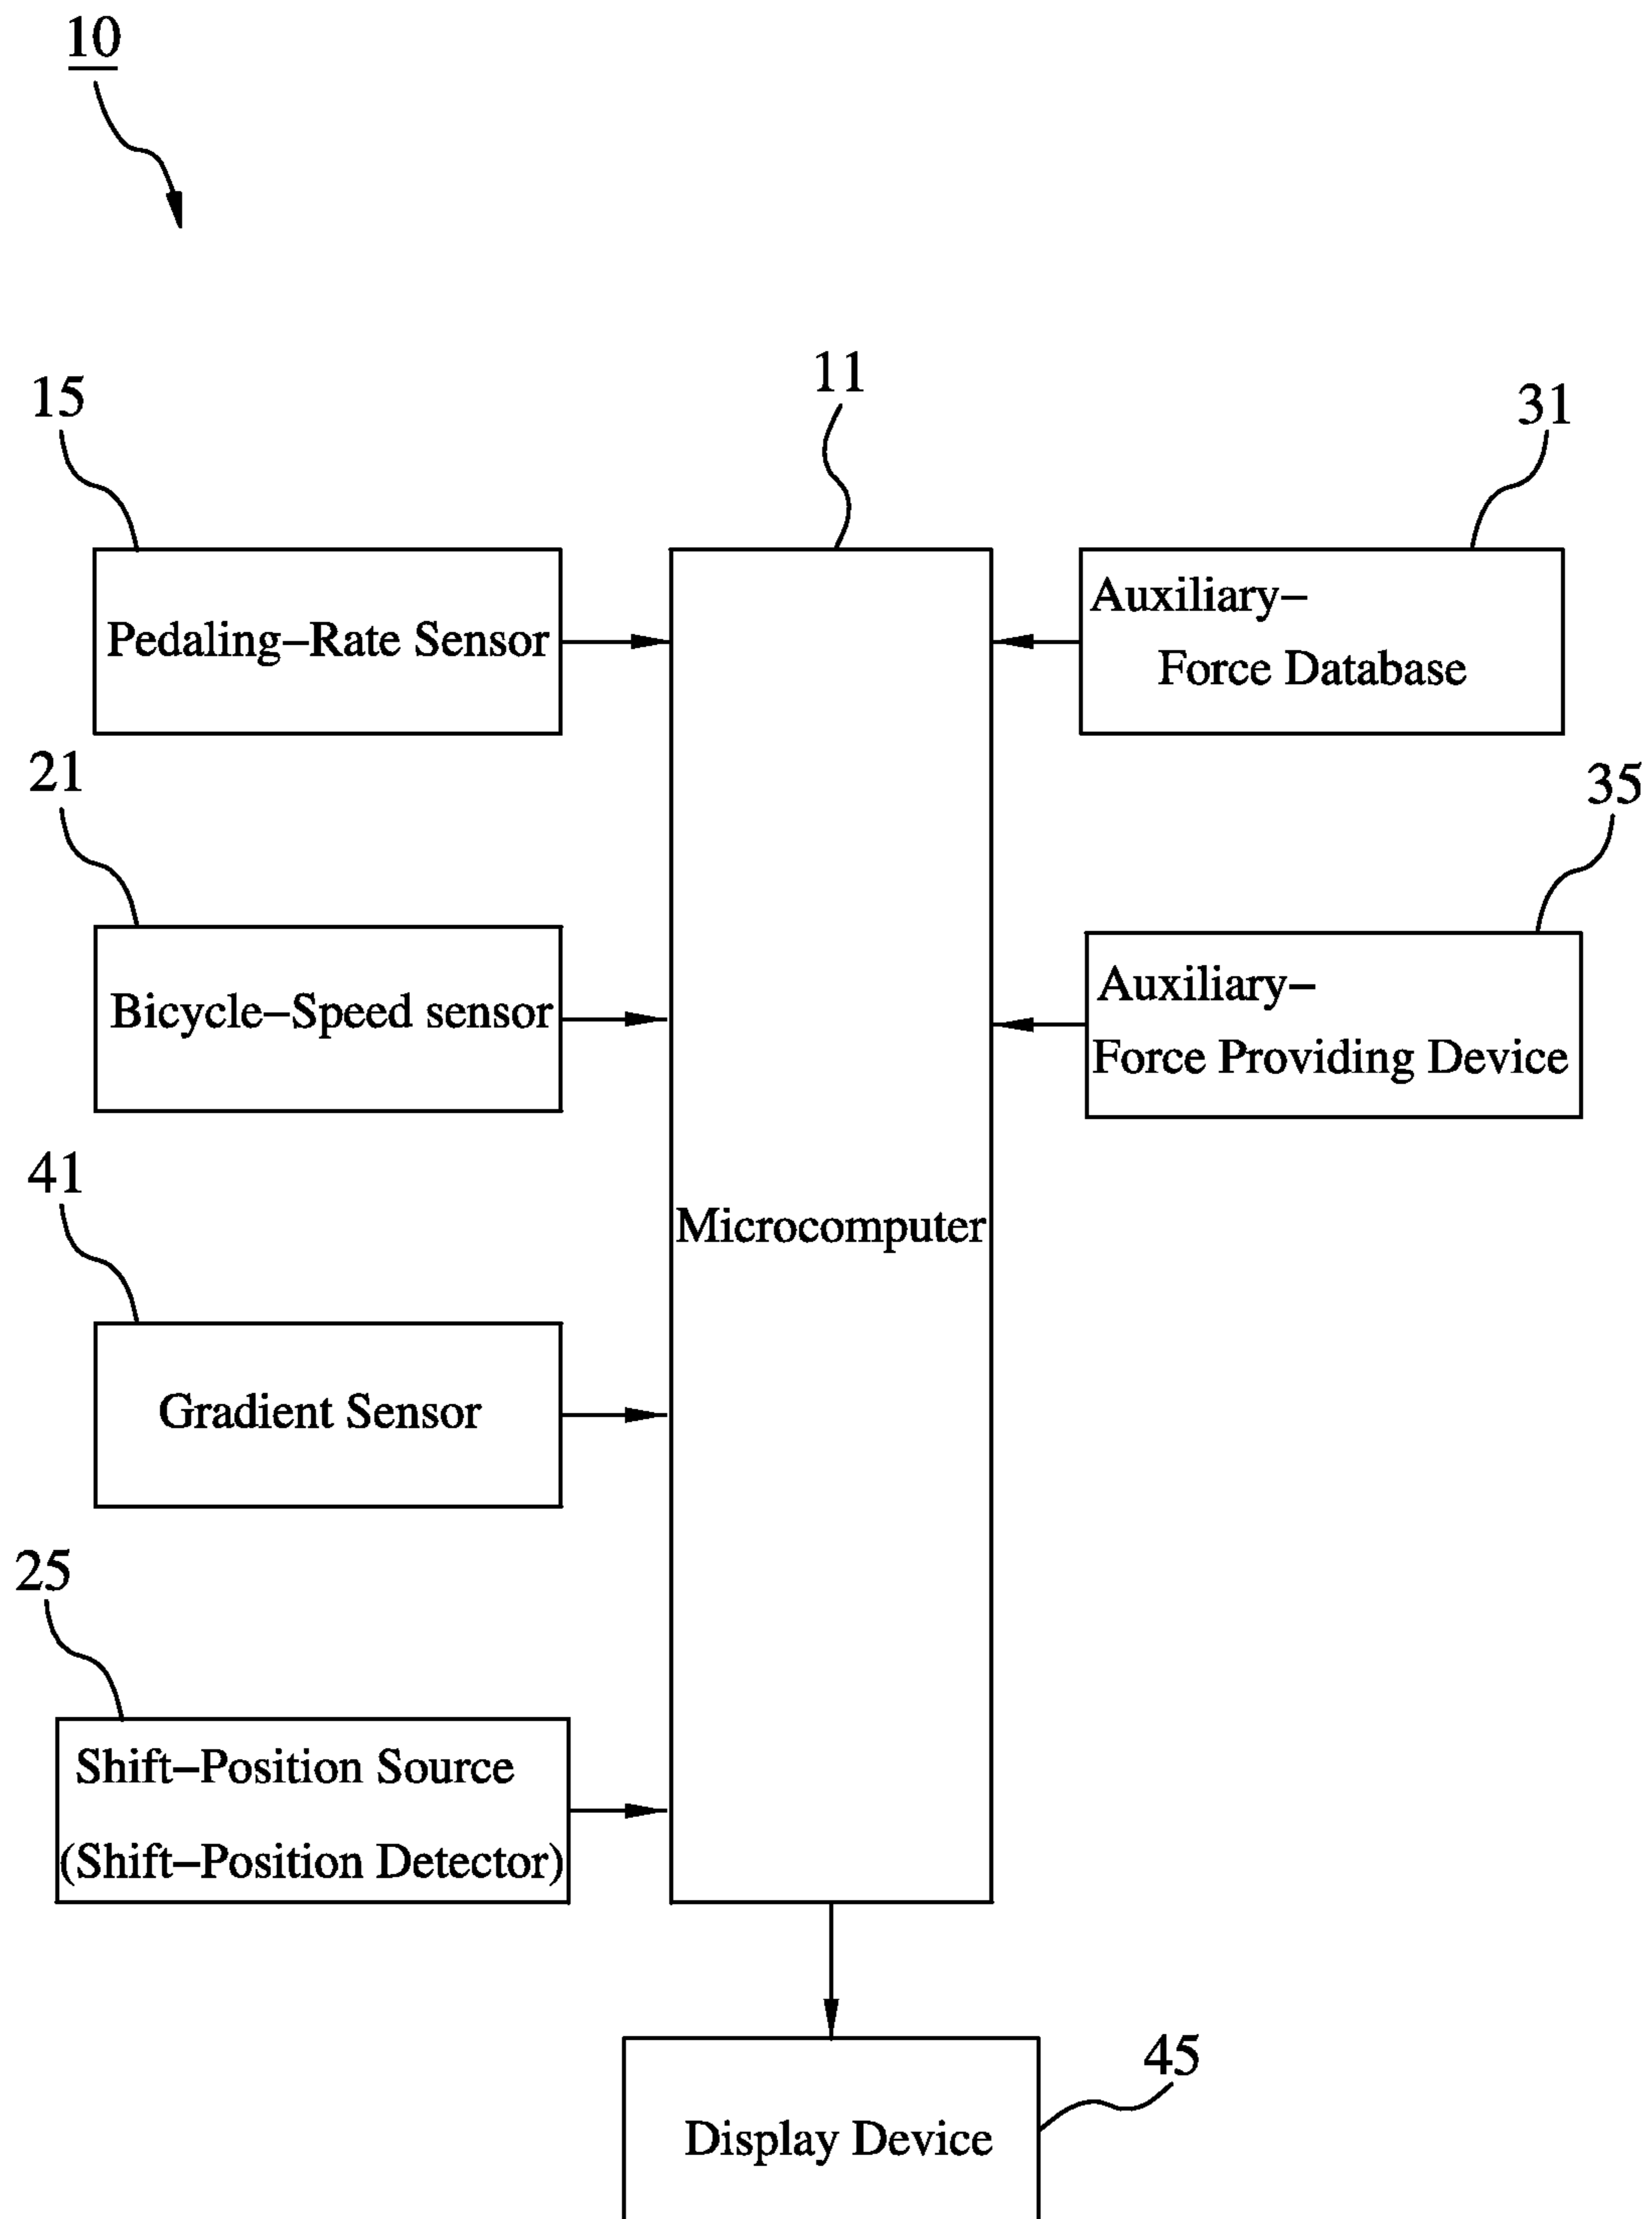 10
15
11
31
Pedaling–Rate Sensor
Auxiliary–
Force Database
21
35
Bicycle–Speed sensor
Auxiliary–
Force Providing Device
41
Microcomputer
Gradient Sensor
25
Shift–Position Source
(Shift–Position Detector)
45
Display Device